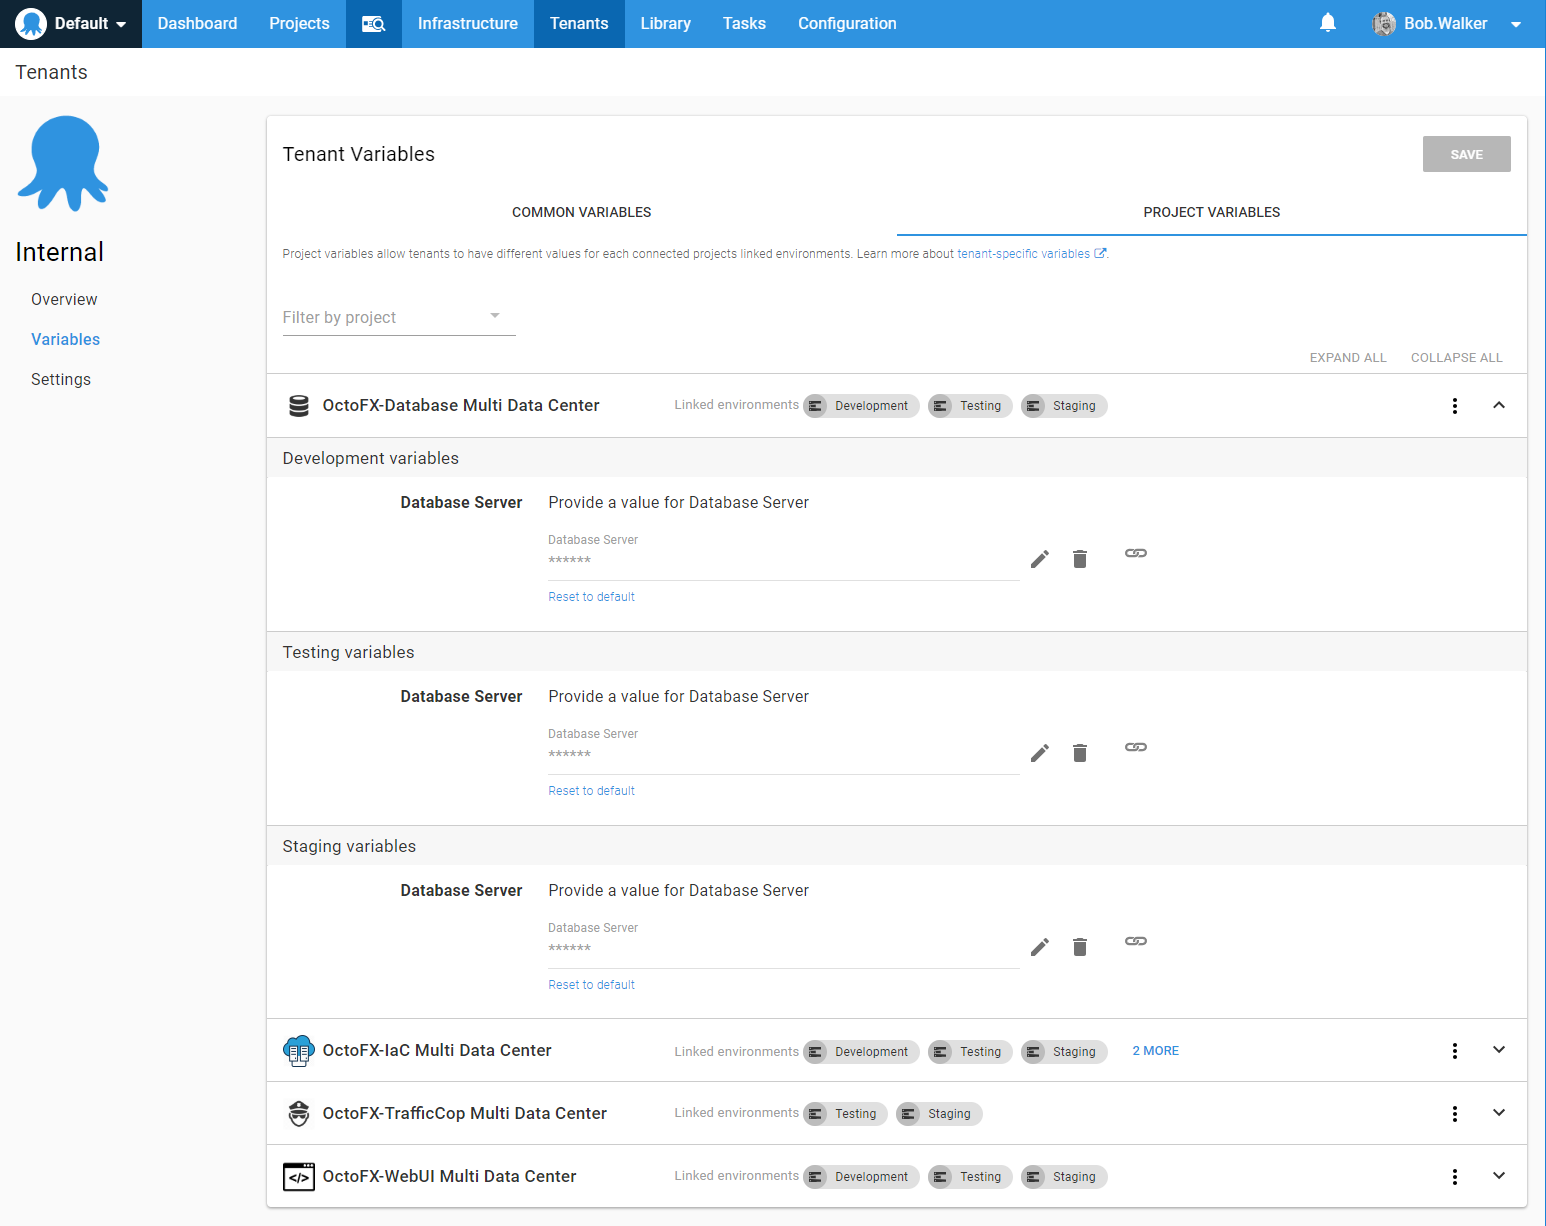 Default Dashboard Projects Infrastructure Tenants Library Tasks Configuration Bob.Walker
Tenants
Internal
Overview
Variables
Settings
Tenant Variables SAVE
COMMON VARIABLES PROJECT VARIABLES
Project variables allow tenants to have different values for each connected projects linked environments. Learn more about tenant-specific variables.
Filter by project
EXPAND ALL COLLAPSE ALL
OctoFX-Database Multi Data Center Linked environments Development Testing Staging
Development variables
Database Server Provide a value for Database Server
Database Server
******
Reset to default
Testing variables
Database Server Provide a value for Database Server
Database Server
******
Reset to default
Staging variables
Database Server Provide a value for Database Server
Database Server
******
Reset to default
OctoFX-IaC Multi Data Center Linked environments Development Testing Staging 2 MORE
OctoFX-TrafficCop Multi Data Center Linked environments Testing Staging
OctoFX-WebUI Multi Data Center Linked environments Development Testing Staging